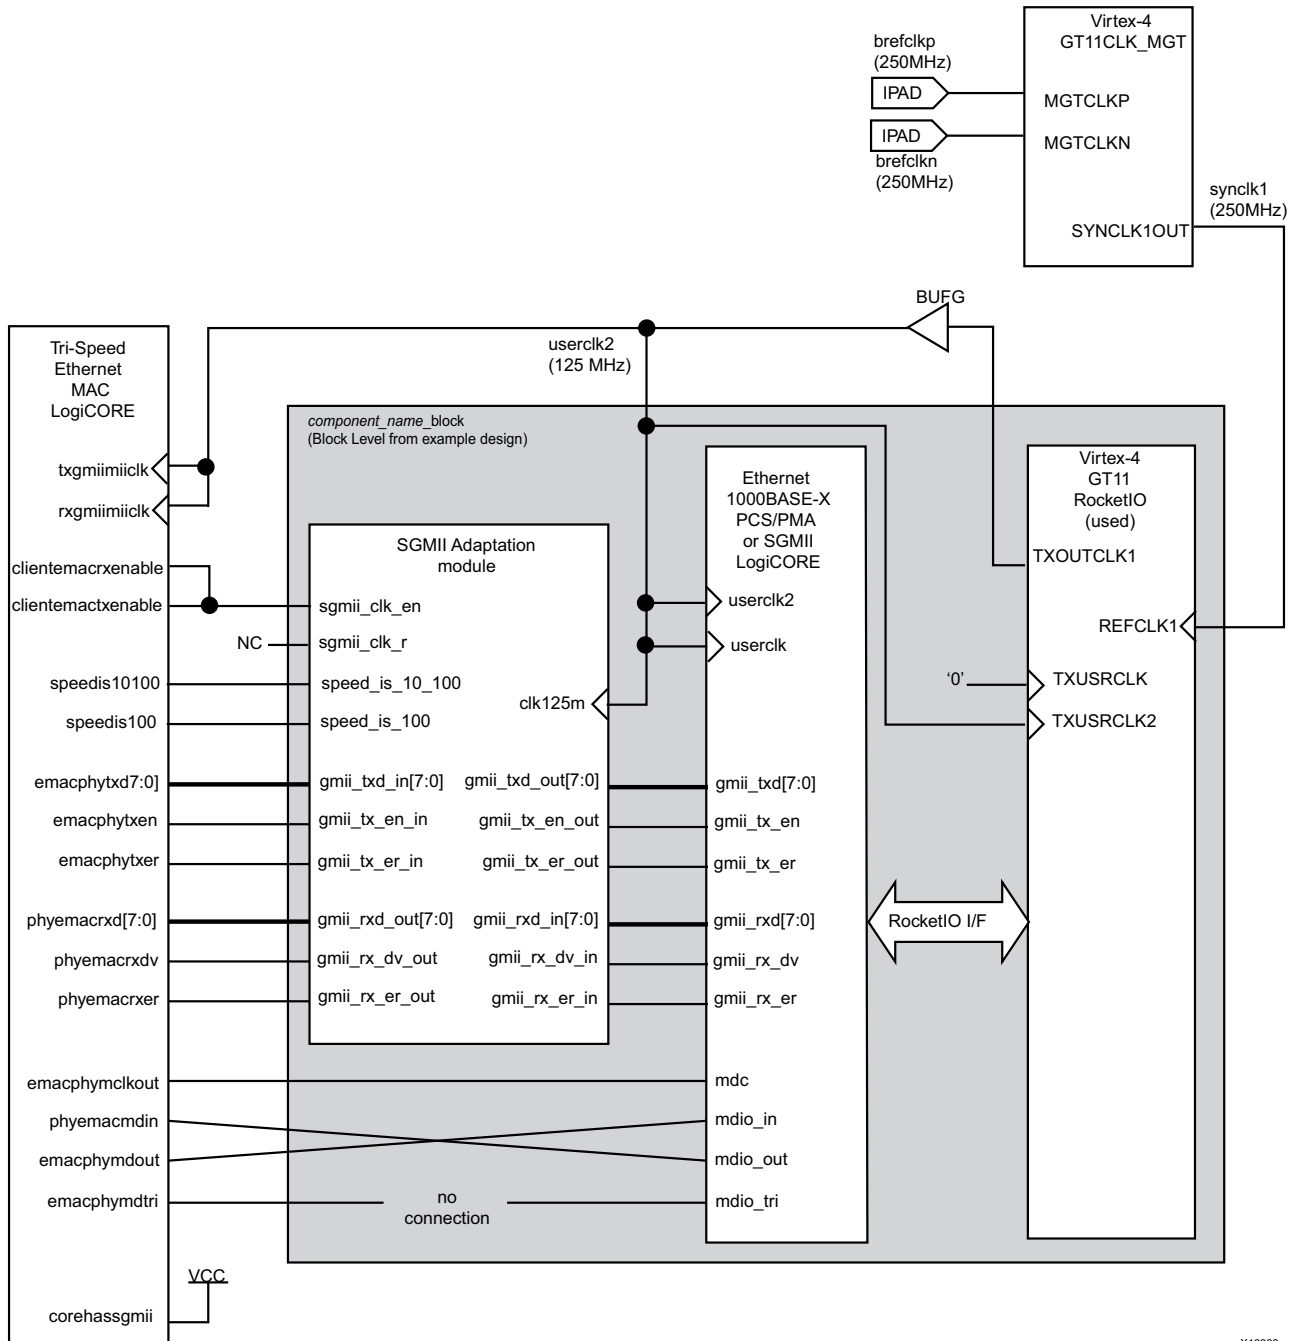 Virtex-4
GT11CLK_MGT
brefclkp
(250MHz)
IPAD
MGTCLKP
IPAD
MGTCLKN
brefclkn
(250MHz)
synclk1
(250MHz)
SYNCLK1OUT
BUFG
userclk2
(125 MHz)
Tri-Speed
Ethernet
MAC
LogiCORE
component_name_block
(Block Level from example design)
txgmiimiiclk
rxgmiimiiclk
clientemacrxenable
clientemactxenable
speedis10100
speedis100
emacphytxd7:0]
emacphytxen
emacphytxer
phyemacrxd[7:0]
phyemacrxdv
phyemacrxer
emacphymclkout
phyemacmdin
emacphymdout
emacphymdtri
corehassgmii
VCC
NC
SGMII Adaptation
module
sgmii_clk_en
sgmii_clk_r
speed_is_10_100
speed_is_100
clk125m
gmii_txd_in[7:0]
gmii_txd_out[7:0]
gmii_tx_en_in
gmii_tx_en_out
gmii_tx_er_in
gmii_tx_er_out
gmii_rxd_out[7:0]
gmii_rxd_in[7:0]
gmii_rx_dv_out
gmii_rx_dv_in
gmii_rx_er_out
gmii_rx_er_in
no
connection
Ethernet
1000BASE-X
PCS/PMA
or SGMII
LogiCORE
userclk2
userclk
gmii_txd[7:0]
gmii_tx_en
gmii_tx_er
gmii_rxd[7:0]
gmii_rx_dv
gmii_rx_er
mdc
mdio_in
mdio_out
mdio_tri
RocketIO I/F
Virtex-4
GT11
RocketIO
(used)
TXOUTCLK1
REFCLK1
'0'
TXUSRCLK
TXUSRCLK2